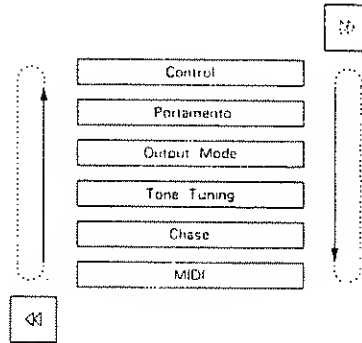 Control
Portamento
Output Mode
Tone Tuning
Chase
MIDI